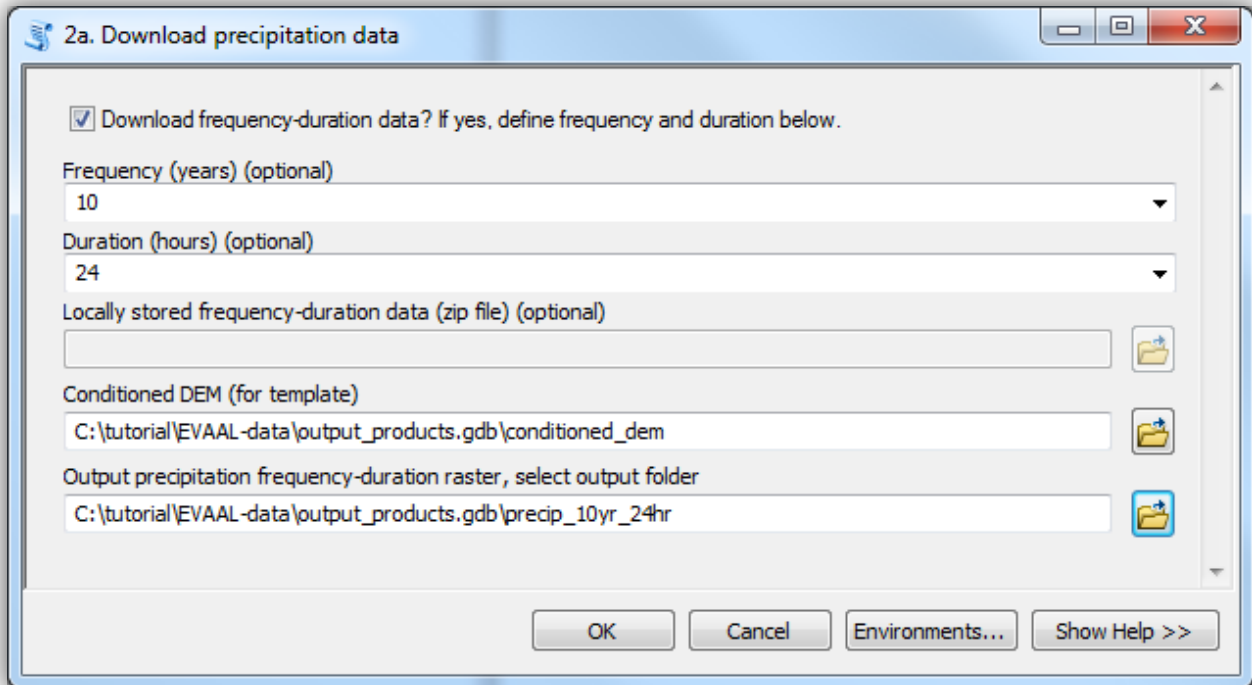 2a. Download precipitation data
Download frequency-duration data? If yes, define frequency and duration below.
Frequency (years) (optional)
10
Duration (hours) (optional)
24
Locally stored frequency-duration data (zip file) (optional)
Conditioned DEM (for template)
C:\tutorial\EVAAL-data\output_products.gdb\conditioned_dem
Output precipitation frequency-duration raster, select output folder
C:\tutorial\EVAAL-data\output_products.gdb\precip_10yr_24hr
OK Cancel Environments... Show Help >>